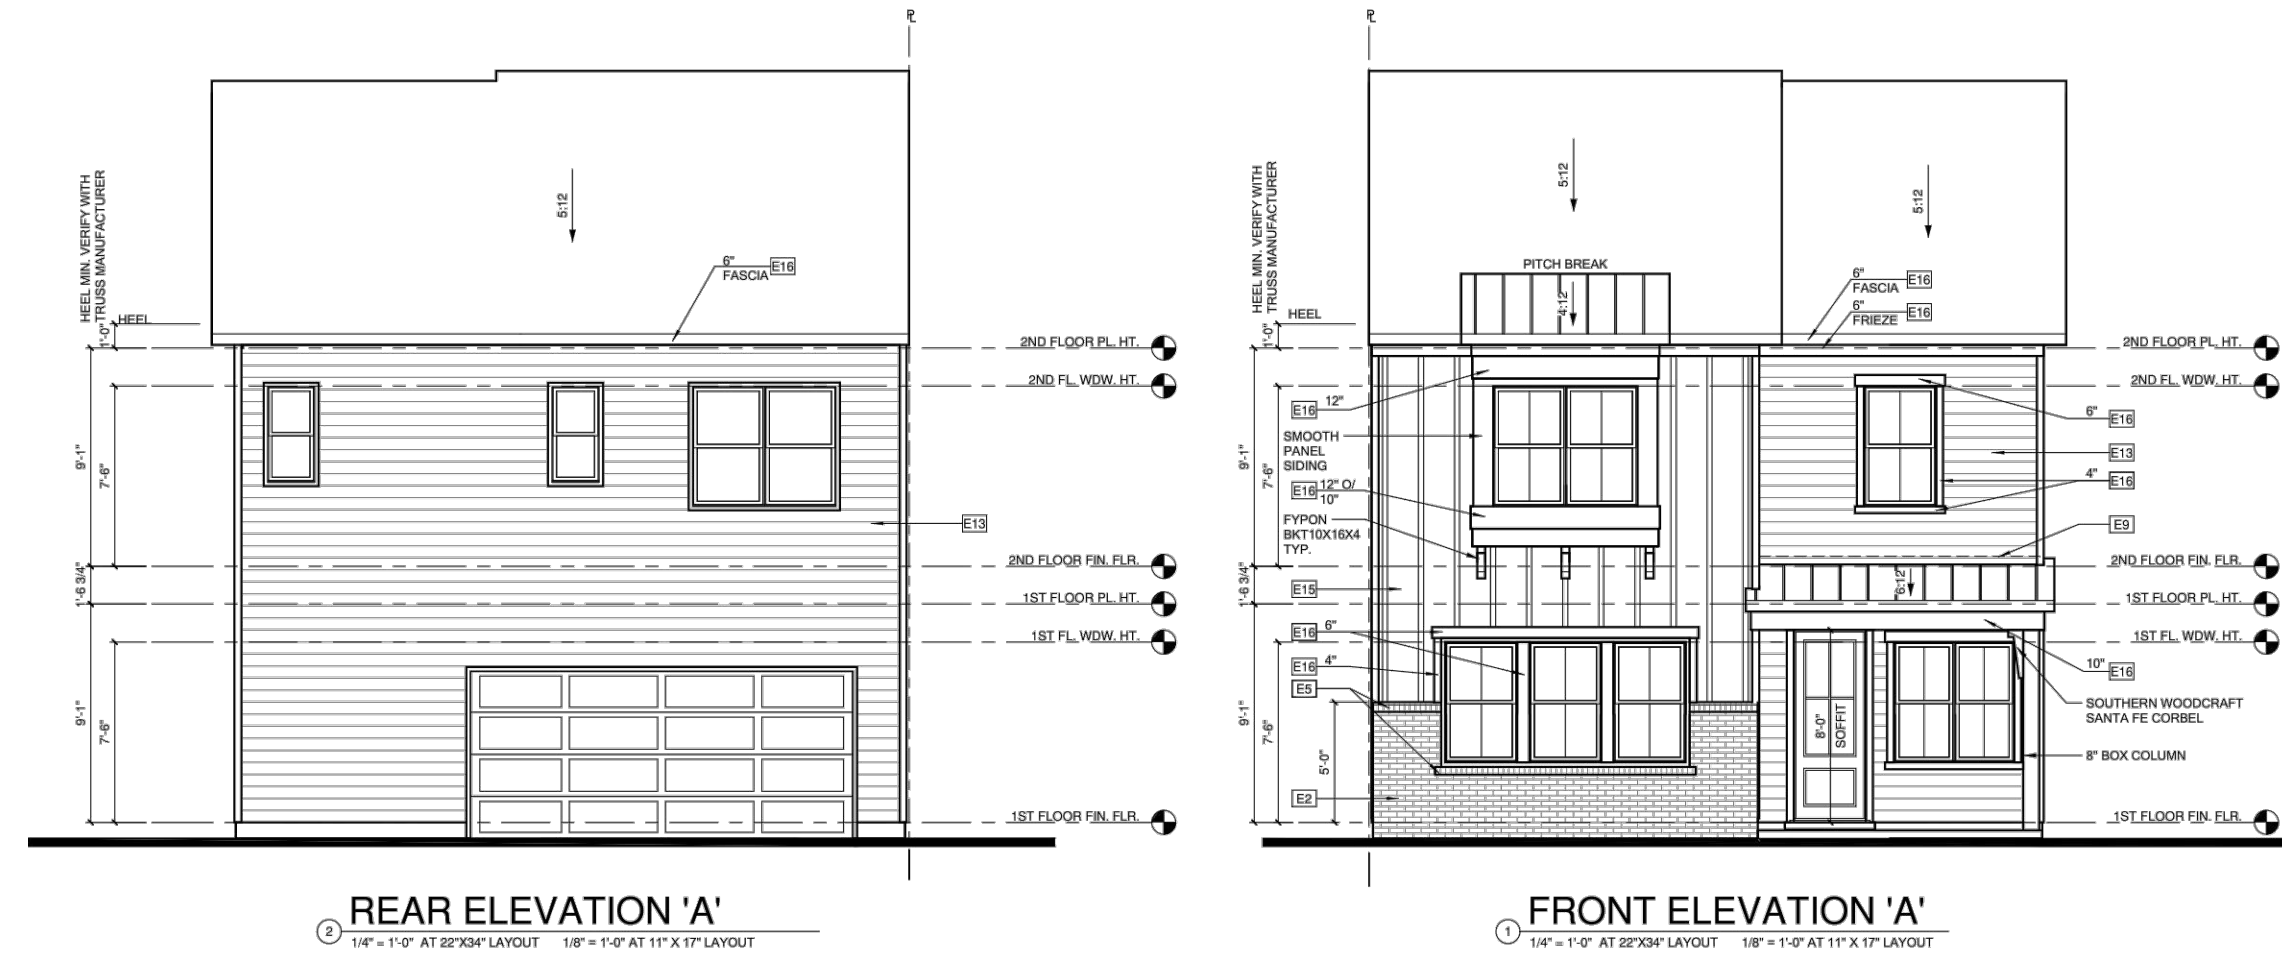 PL
HEEL MIN. VERIFY WITH
TRUSS MANUFACTURER
1'-0"
HEEL
5:12
6"
FASCIA
E16
2ND FLOOR PL. HT.
2ND FL. WDW. HT.
9'-1"
7'-6"
E13
2ND FLOOR FIN. FLR.
1'-6 3/4"
1ST FLOOR PL. HT.
1ST FL. WDW. HT.
9'-1"
7'-6"
1ST FLOOR FIN. FLR.
2
REAR ELEVATION 'A'
1/4" = 1'-0" AT 22"X34" LAYOUT 1/8" = 1'-0" AT 11" X 17" LAYOUT
PL
HEEL MIN. VERIFY WITH
TRUSS MANUFACTURER
1'-0"
HEEL
5:12
5:12
PITCH BREAK
4:12
6"
FASCIA
E16
6"
FRIEZE
E16
2ND FLOOR PL. HT.
2ND FL. WDW. HT.
9'-1"
7'-6"
E16
12"
SMOOTH
PANEL
SIDING
E16
12" O/
10"
FYPON
BKT10X16X4
TYP.
6"
E16
E13
4"
E16
E9
2ND FLOOR FIN. FLR.
1'-6 3/4"
E15
6:12
1ST FLOOR PL. HT.
1ST FL. WDW. HT.
E16
6"
E16
4"
E5
9'-1"
7'-6"
5'-0"
E2
8'-0"
SOFFIT
10"
E16
SOUTHERN WOODCRAFT
SANTA FE CORBEL
8" BOX COLUMN
1ST FLOOR FIN. FLR.
1
FRONT ELEVATION 'A'
1/4" = 1'-0" AT 22"X34" LAYOUT 1/8" = 1'-0" AT 11" X 17" LAYOUT